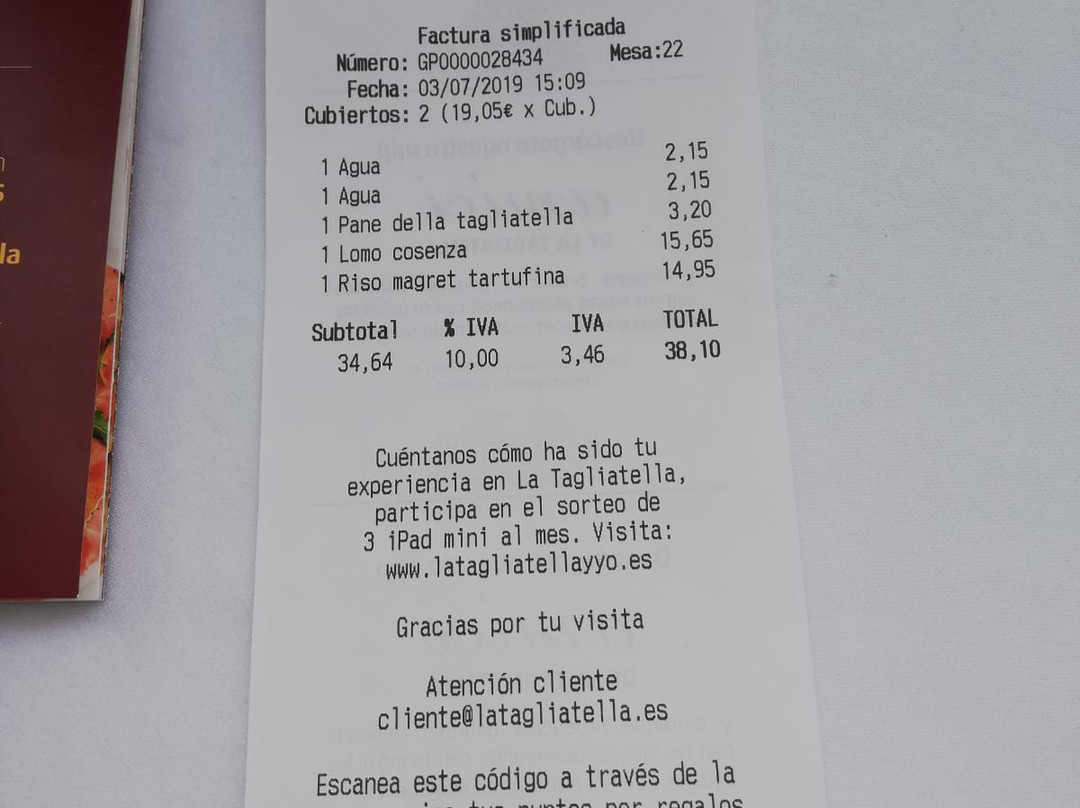 Factura simplificada
Número: GP0000028434 Mesa:22
Fecha: 03/07/2019 15:09
Cubiertos: 2 (19,05€ x Cub.)
1 Agua 2,15
1 Agua 2,15
1 Pane della tagliatella 3,20
1 Lomo cosenza 15,65
1 Riso magret tartufina 14,95
Subtotal % IVA IVA TOTAL
34,64 10,00 3,46 38,10
Cuéntanos cómo ha sido tu
experiencia en La Tagliatella,
participa en el sorteo de
3 iPad mini al mes. Visita:
www.latagliatellayyo.es
Gracias por tu visita
Atención cliente
cliente@latagliatella.es
Escanea este código a través de la
tus puntos por regalos